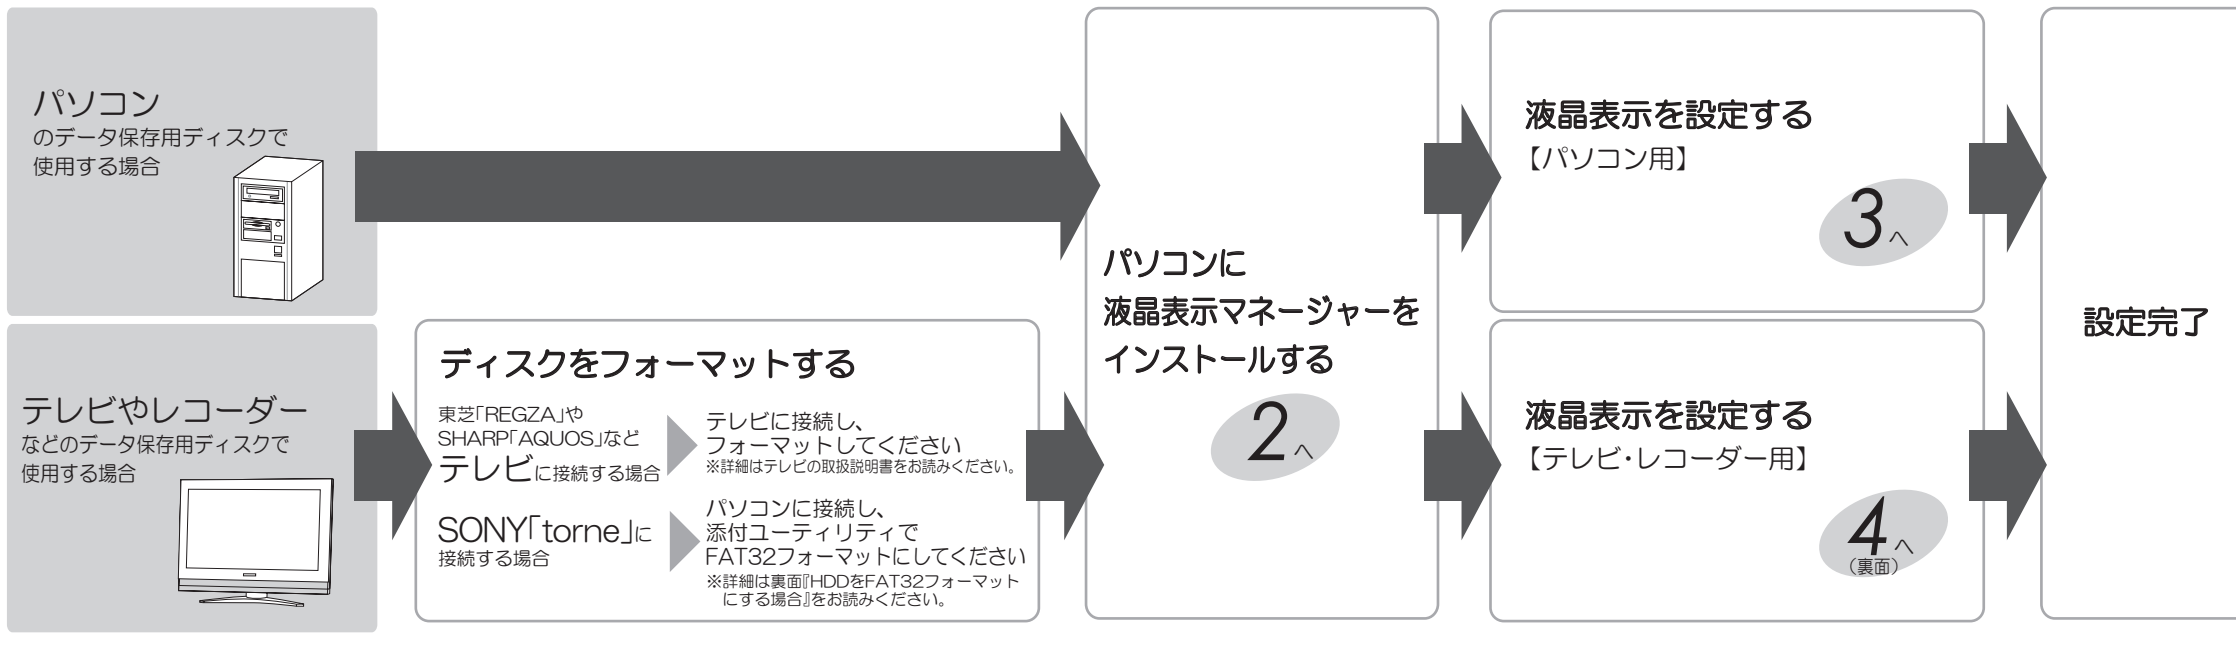 パソコン
のデータ保存用ディスクで
使用する場合
テレビやレコーダー
などのデータ保存用ディスクで
使用する場合
ディスクをフォーマットする
東芝「REGZA」や
SHARP「AQUOS」など
テレビに接続する場合
テレビに接続し、
フォーマットしてください
※詳細はテレビの取扱説明書をお読みください。
SONY「torne」に
接続する場合
パソコンに接続し、
添付ユーティリティで
FAT32フォーマットにしてください
※詳細は裏面『HDDをFAT32フォーマット
にする場合』をお読みください。
パソコンに
液晶表示マネージャーを
インストールする
2へ
液晶表示を設定する
【パソコン用】
3へ
液晶表示を設定する
【テレビ・レコーダー用】
4へ
（裏面）
設定完了